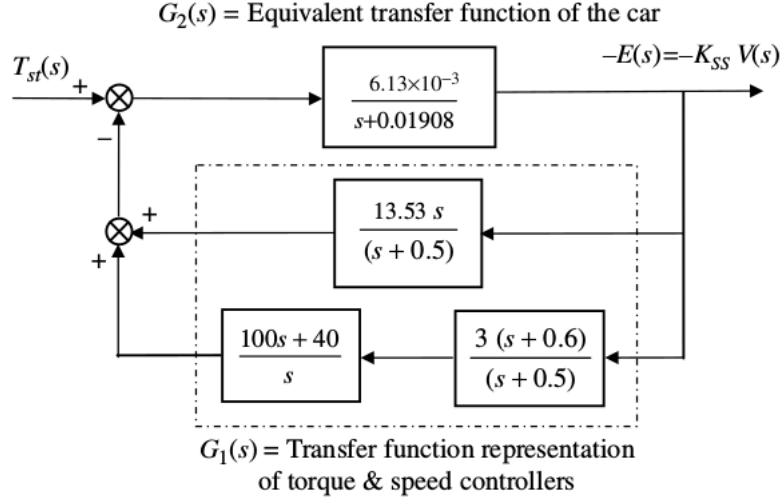 G₂(s) = Equivalent transfer function of the car
Tₛₜ(s)
–E(s)=–K_SS V(s)
+
6.13×10⁻³
s+0.01908
–
+
13.53 s
(s + 0.5)
+
100s + 40
s
3 (s + 0.6)
(s + 0.5)
G₁(s) = Transfer function representation
of torque & speed controllers